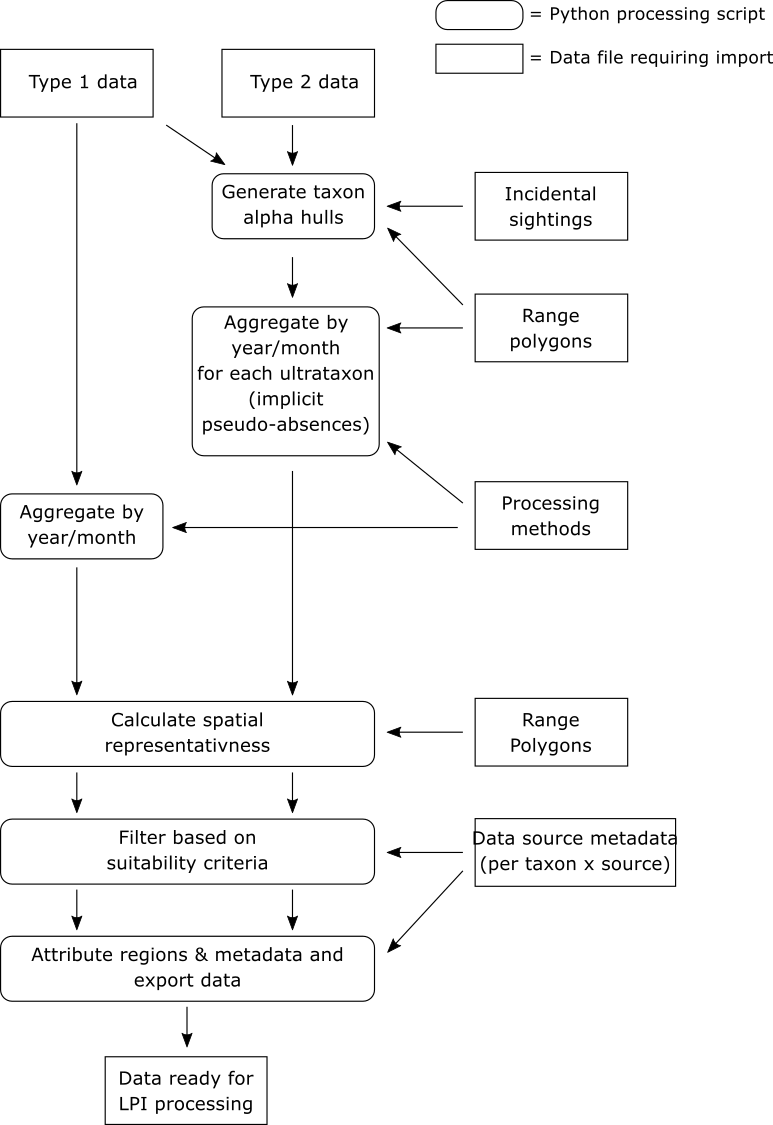 = Python processing script
= Data file requiring import
Type 1 data
Type 2 data
Generate taxon
alpha hulls
Incidental
sightings
Range
polygons
Aggregate by
year/month
for each ultrataxon
(implicit
pseudo-absences)
Processing
methods
Aggregate by
year/month
Calculate spatial
representativness
Range
Polygons
Filter based on
suitability criteria
Data source metadata
(per taxon x source)
Attribute regions & metadata and
export data
Data ready for
LPI processing